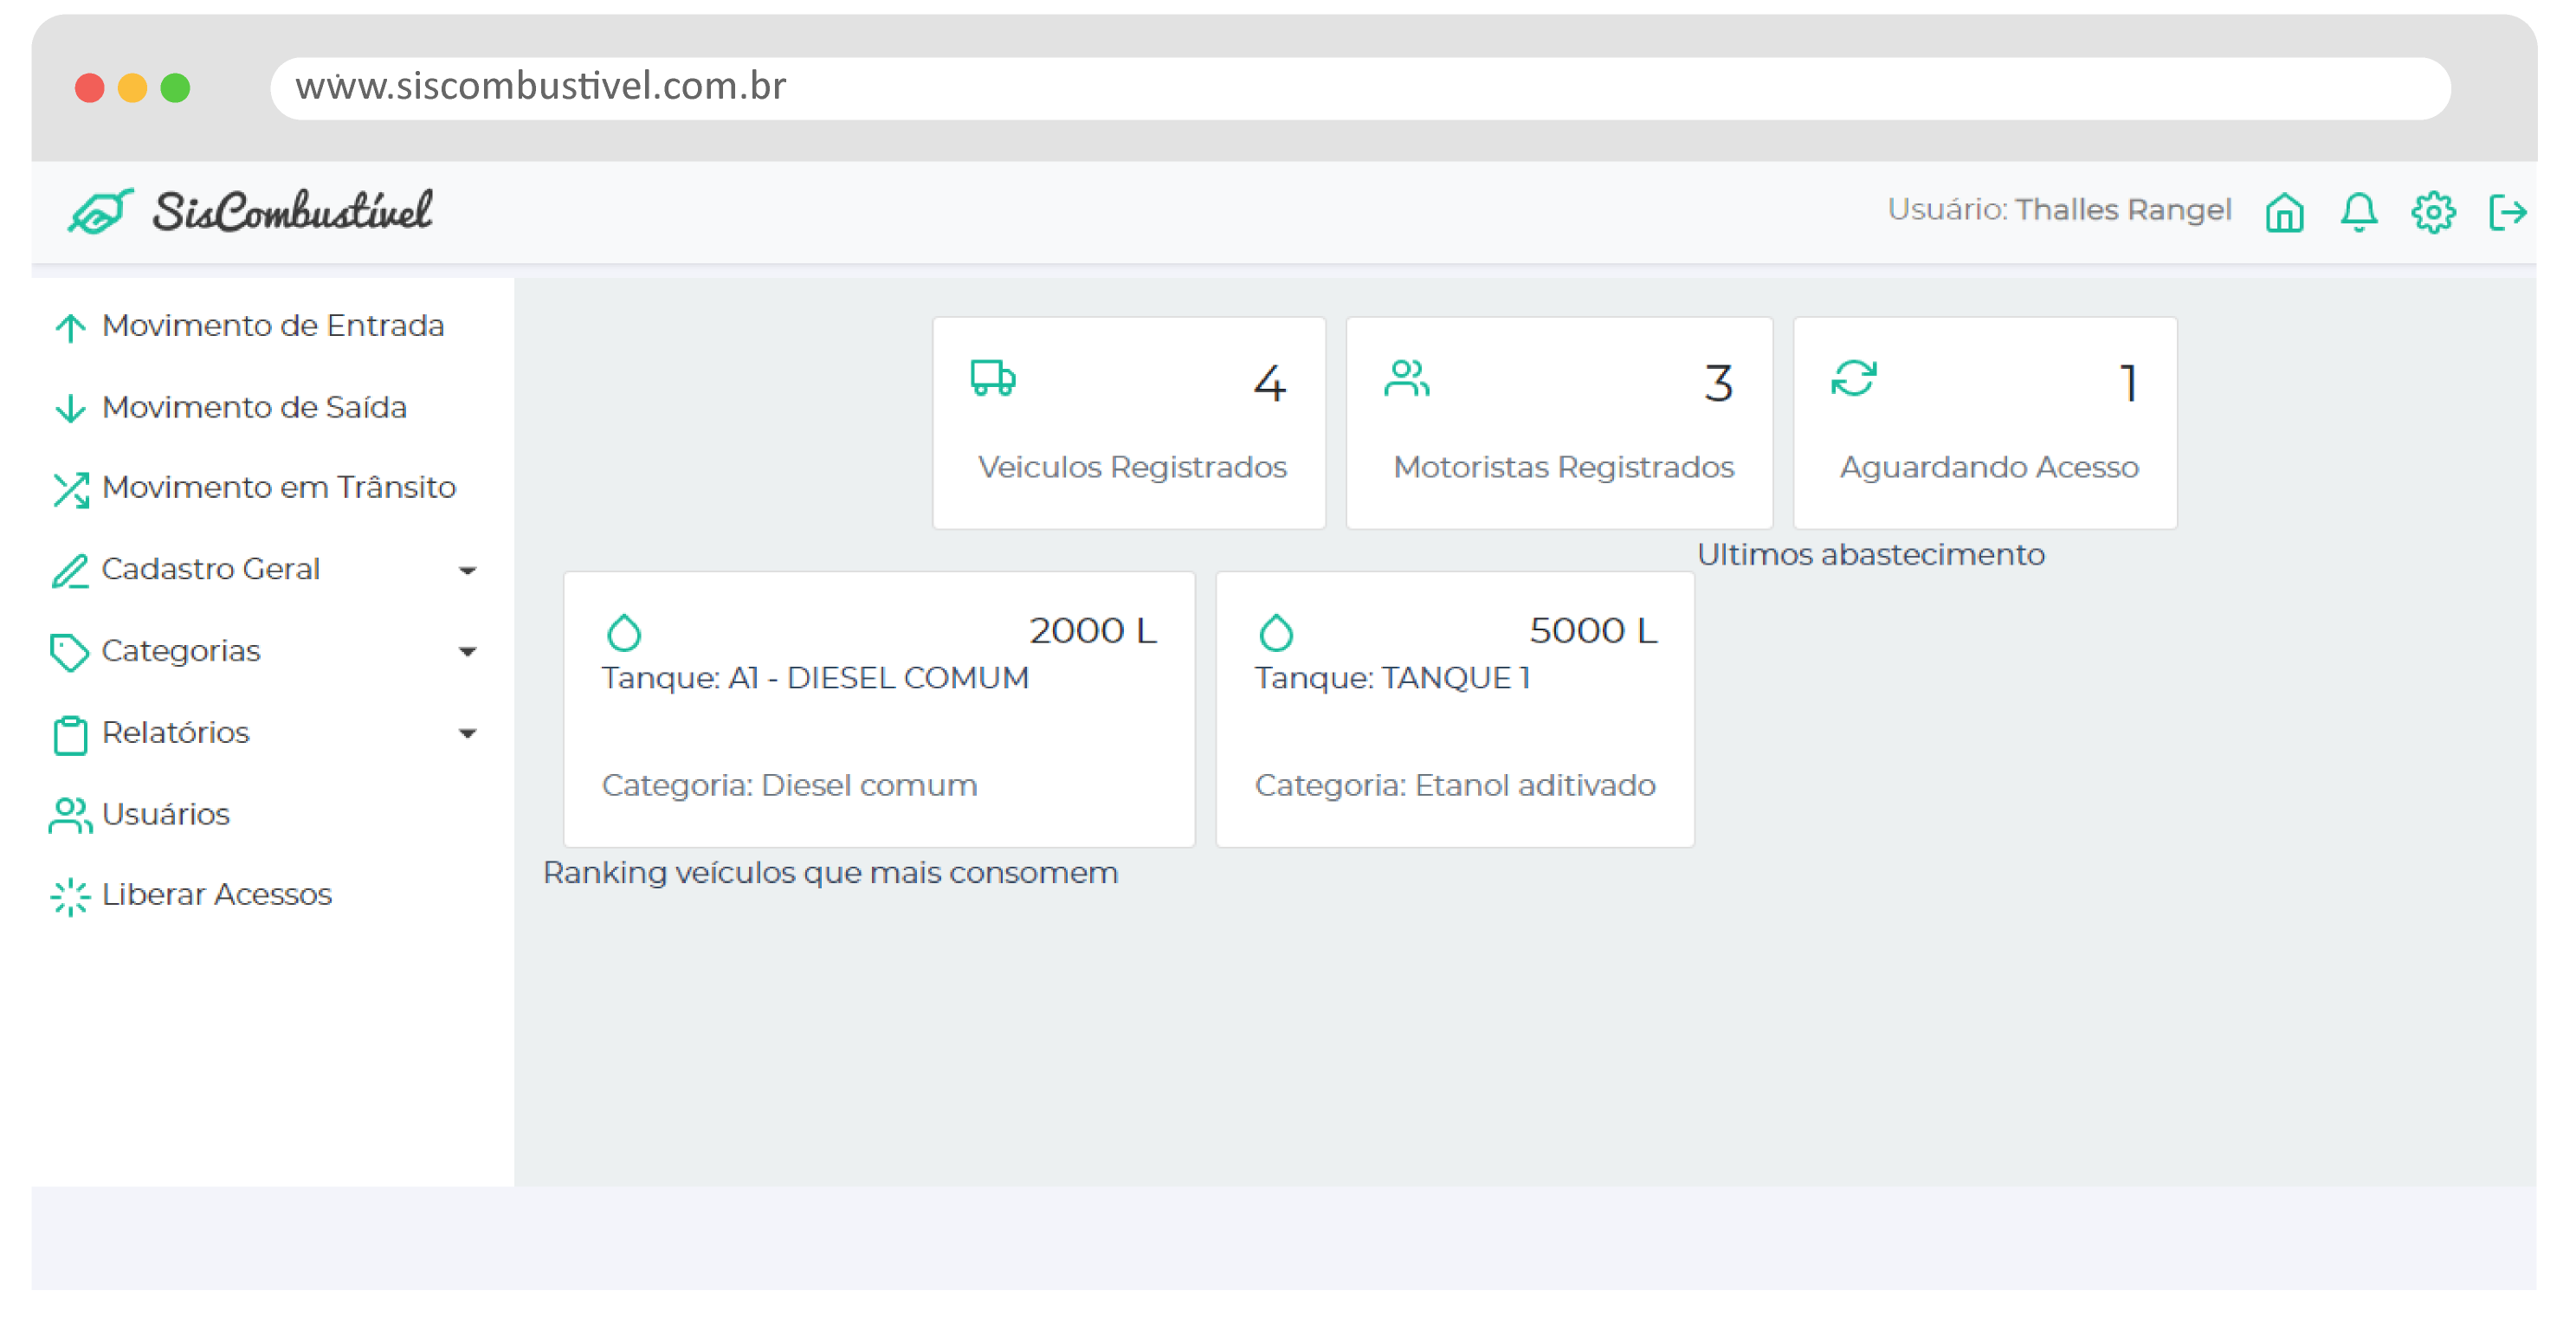 www.siscombustivel.com.br
SisCombustível
Usuário: Thalles Rangel
Movimento de Entrada
Movimento de Saída
Movimento em Trânsito
Cadastro Geral
Categorias
Relatórios
Usuários
Liberar Acessos
4
Veiculos Registrados
3
Motoristas Registrados
1
Aguardando Acesso
Ultimos abastecimento
2000 L
Tanque: A1 - DIESEL COMUM
Categoria: Diesel comum
5000 L
Tanque: TANQUE 1
Categoria: Etanol aditivado
Ranking veículos que mais consomem